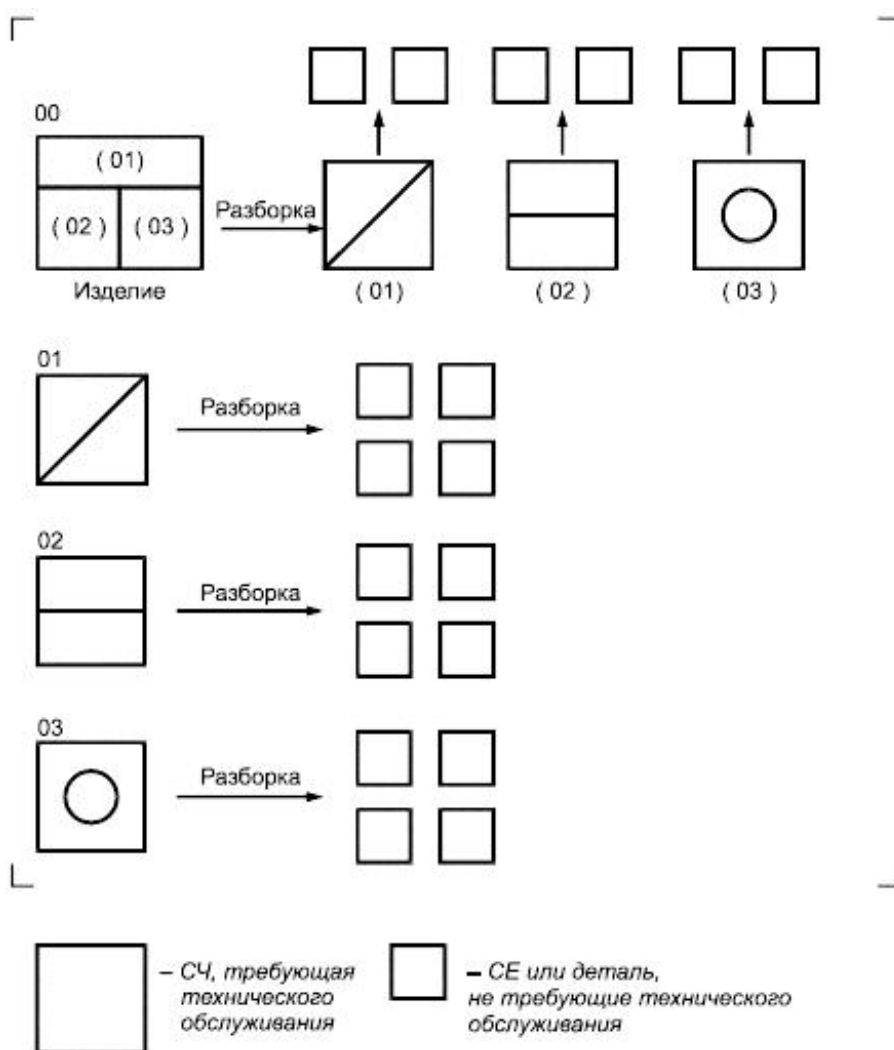 00
( 01)
( 02 ) ( 03 )
Разборка
Изделие
( 01)
( 02 )
( 03 )
01
Разборка
02
Разборка
03
Разборка
– СЧ, требующая
технического
обслуживания
– СЕ или деталь,
не требующие технического
обслуживания